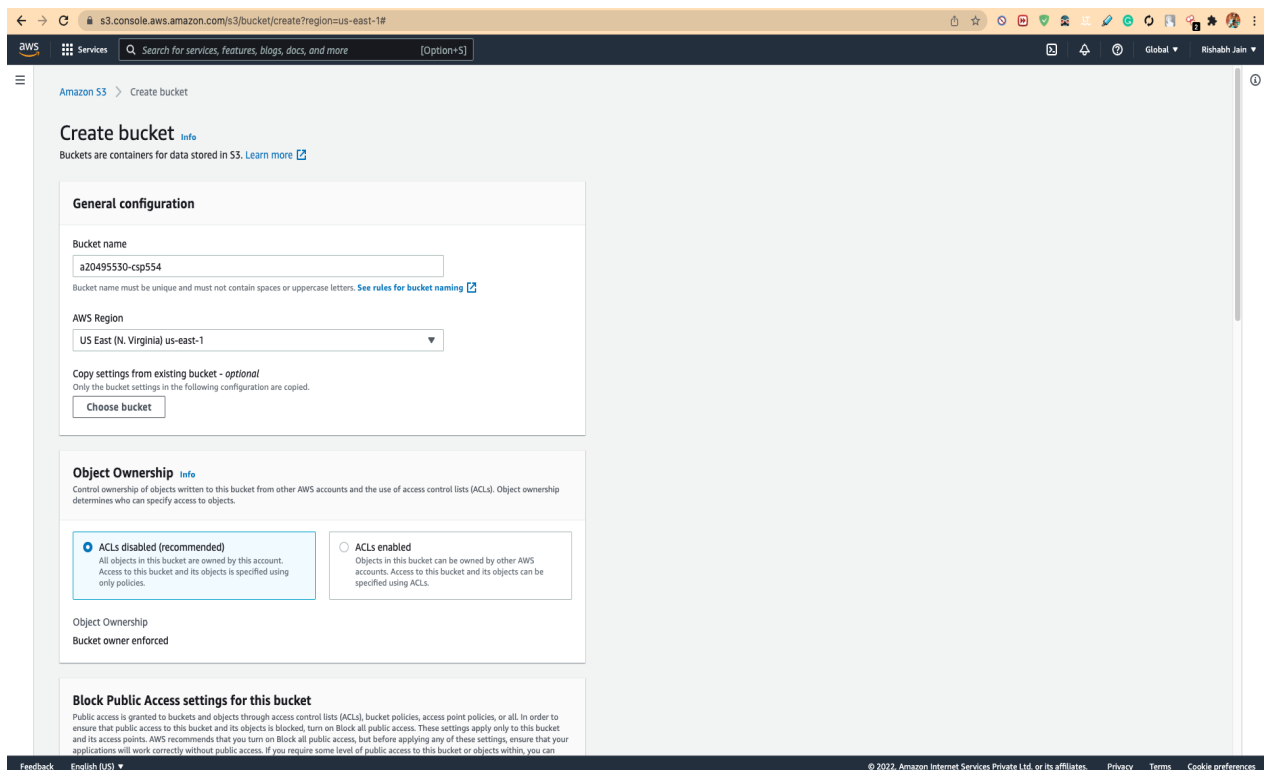 s3.console.aws.amazon.com/s3/bucket/create?region=us-east-1#
2
aws
Services
Search for services, features, blogs, docs, and more
[Option+S]
Global ▼
Rishabh Jain ▼
Amazon S3 > Create bucket
Create bucket Info
Buckets are containers for data stored in S3. Learn more
General configuration
Bucket name
a20495530-csp554
Bucket name must be unique and must not contain spaces or uppercase letters. See rules for bucket naming
AWS Region
US East (N. Virginia) us-east-1
Copy settings from existing bucket - optional
Only the bucket settings in the following configuration are copied.
Choose bucket
Object Ownership Info
Control ownership of objects written to this bucket from other AWS accounts and the use of access control lists (ACLs). Object ownership
determines who can specify access to objects.
ACLs disabled (recommended)
All objects in this bucket are owned by this account.
Access to this bucket and its objects is specified using
only policies.
ACLs enabled
Objects in this bucket can be owned by other AWS
accounts. Access to this bucket and its objects can be
specified using ACLs.
Object Ownership
Bucket owner enforced
Block Public Access settings for this bucket
Public access is granted to buckets and objects through access control lists (ACLs), bucket policies, access point policies, or all. In order to
ensure that public access to this bucket and its objects is blocked, turn on Block all public access. These settings apply only to this bucket
and its access points. AWS recommends that you turn on Block all public access, but before applying any of these settings, ensure that your
applications will work correctly without public access. If you require some level of public access to this bucket or objects within, you can
Feedback
English (US) ▼
© 2022, Amazon Internet Services Private Ltd. or its affiliates.
Privacy
Terms
Cookie preferences